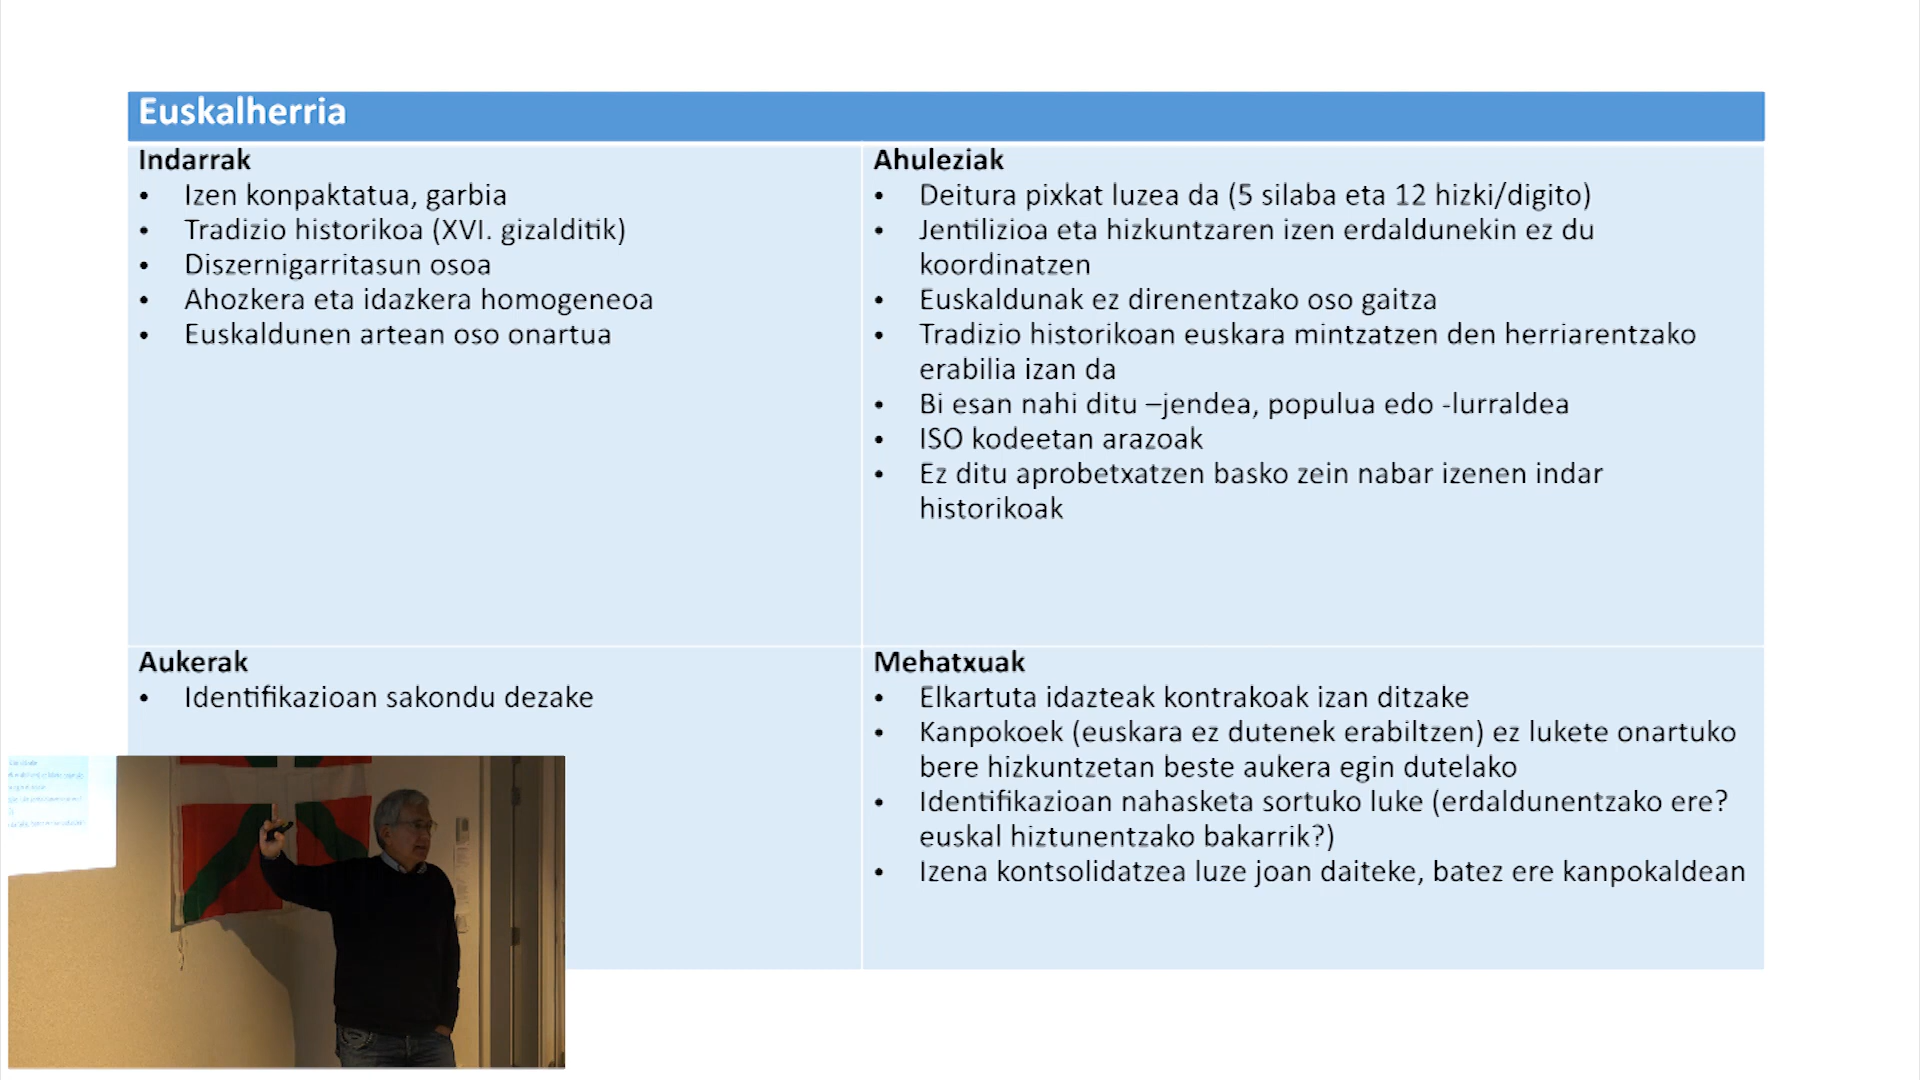 Euskalherria
Indarrak
• Izen konpaktatua, garbia
• Tradizio historikoa (XVI. gizalditik)
• Diszernigarritasun osoa
• Ahozkera eta idazkera homogeneoa
• Euskaldunen artean oso onartua
Ahuleziak
• Deitura pixkat luzea da (5 silaba eta 12 hizki/digito)
• Jentilizioa eta hizkuntzaren izen erdaldunekin ez du
koordinatzen
• Euskaldunak ez direnentzako oso gaitza
• Tradizio historikoan euskara mintzatzen den herriarentzako
erabilia izan da
• Bi esan nahi ditu –jendea, populua edo -lurraldea
• ISO kodeetan arazoak
• Ez ditu aprobetxatzen basko zein nabar izenen indar
historikoak
Aukerak
• Identifikazioan sakondu dezake
Mehatxuak
• Elkartuta idazteak kontrakoak izan ditzake
• Kanpokoek (euskara ez dutenek erabiltzen) ez lukete onartuko
bere hizkuntzetan beste aukera egin dutelako
• Identifikazioan nahasketa sortuko luke (erdaldunentzako ere?
euskal hiztunentzako bakarrik?)
• Izena kontsolidatzea luze joan daiteke, batez ere kanpokaldean